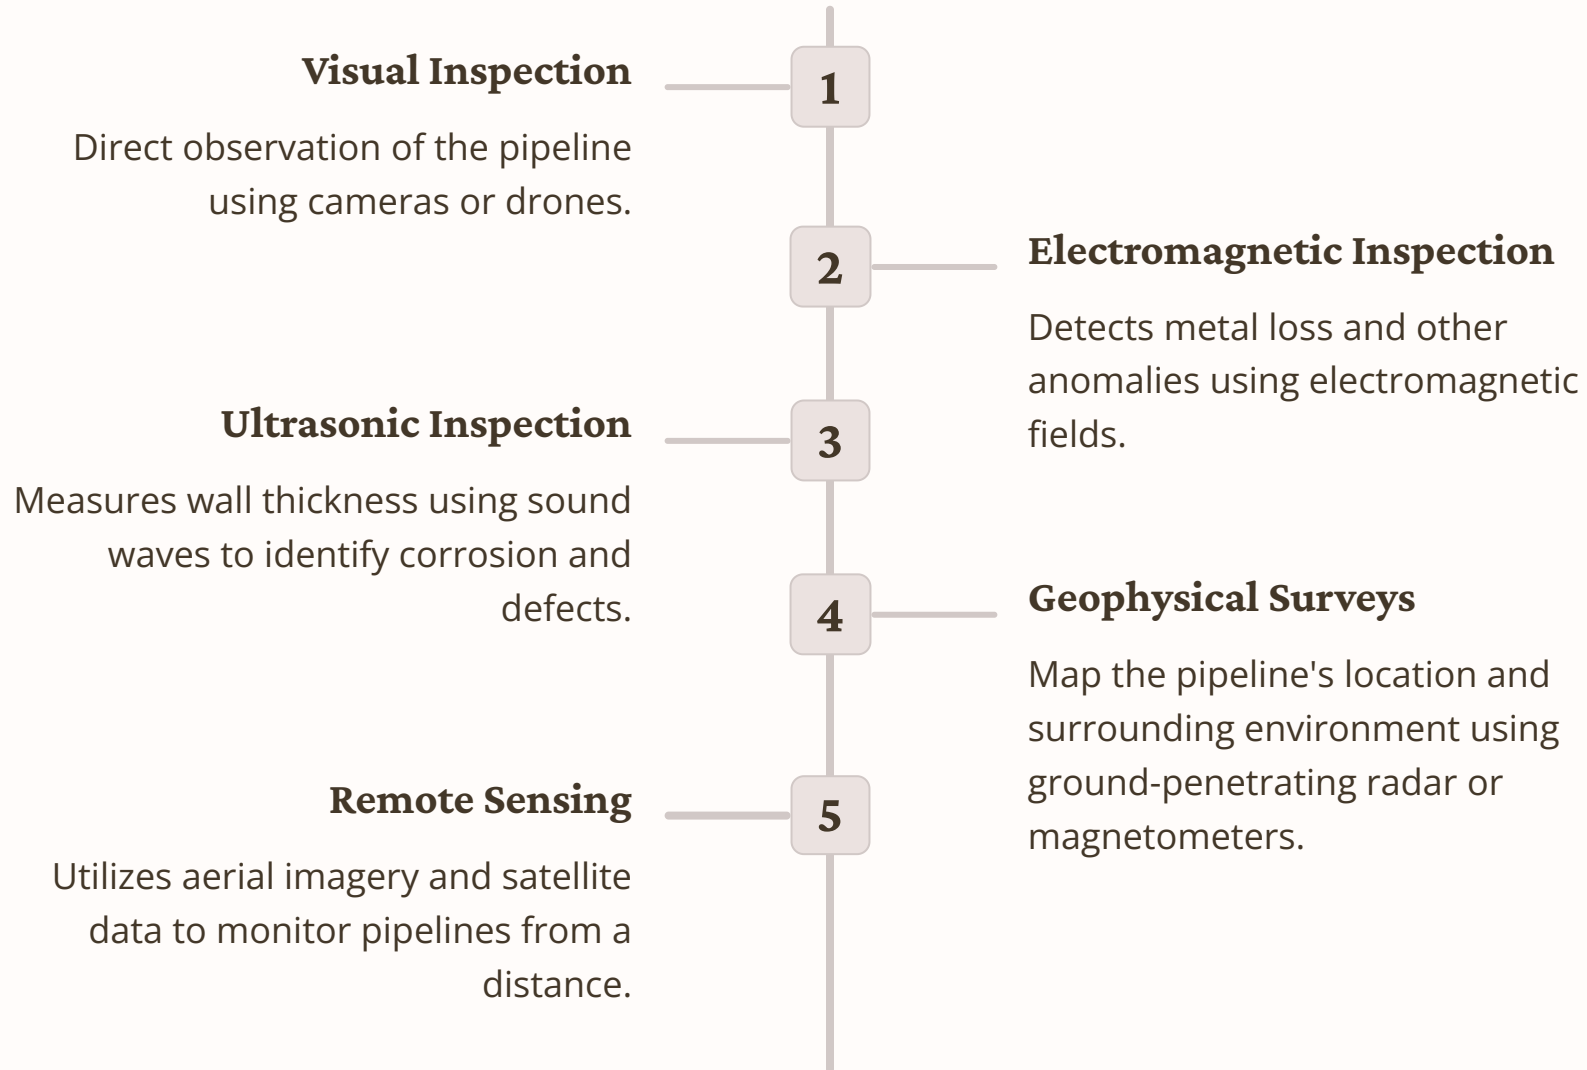 Visual Inspection
1
Direct observation of the pipeline
using cameras or drones.
2
Electromagnetic Inspection
Detects metal loss and other
anomalies using electromagnetic
fields.
Ultrasonic Inspection
3
Measures wall thickness using sound
waves to identify corrosion and
defects.
4
Geophysical Surveys
Map the pipeline's location and
surrounding environment using
ground-penetrating radar or
magnetometers.
Remote Sensing
5
Utilizes aerial imagery and satellite
data to monitor pipelines from a
distance.